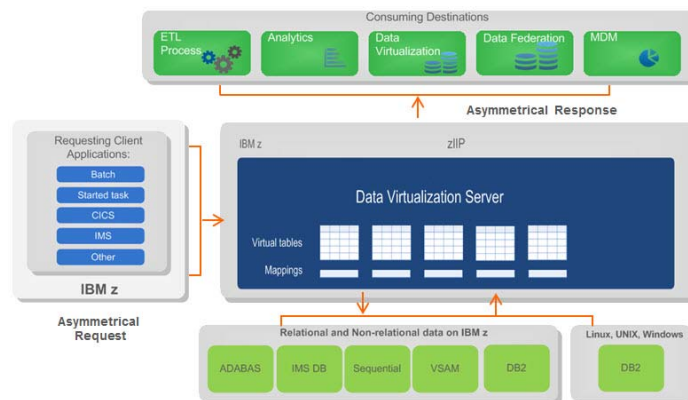 Consuming Destinations
ETL
Process
Analytics
Data
Virtualization
Data Federation
MDM
Asymmetrical Response
Requesting Client
Applications:
Batch
Started task
CICS
IMS
Other
IBM z
Asymmetrical
Request
IBM z
zIIP
Data Virtualization Server
Virtual tables
Mappings
Relational and Non-relational data on IBM z
ADABAS
IMS DB
Sequential
VSAM
DB2
Linux, UNIX, Windows
DB2